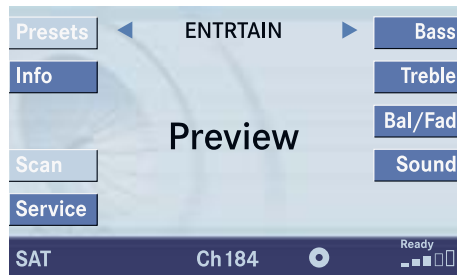 Presets ENTRTAIN Bass
Info Treble
Bal/Fad
Preview
Scan Sound
Service
SAT Ch 184 Ready